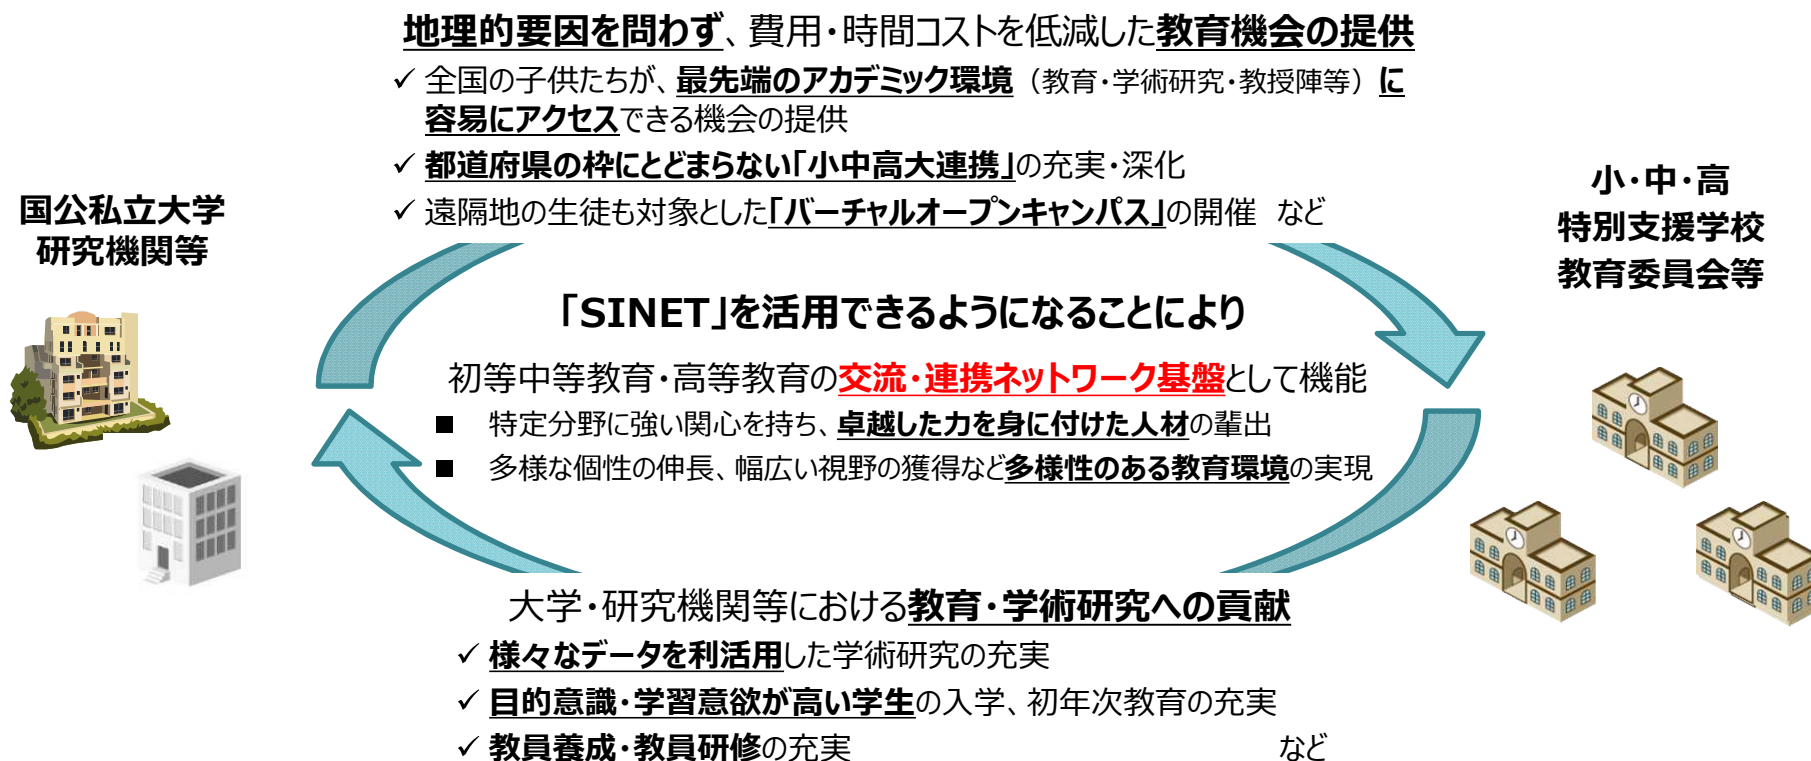 地理的要因を問わず、費用・時間コストを低減した教育機会の提供
✓ 全国の子供たちが、最先端のアカデミック環境（教育・学術研究・教授陣等）に
容易にアクセスできる機会の提供
✓ 都道府県の枠にとどまらない「小中高大連携」の充実・深化
✓ 遠隔地の生徒も対象とした「バーチャルオープンキャンパス」の開催 など
国公私立大学
研究機関等
小・中・高
特別支援学校
教育委員会等
「SINET」を活用できるようになることにより
初等中等教育・高等教育の交流・連携ネットワーク基盤として機能
■ 特定分野に強い関心を持ち、卓越した力を身に付けた人材の輩出
■ 多様な個性の伸長、幅広い視野の獲得など多様性のある教育環境の実現
大学・研究機関等における教育・学術研究への貢献
✓ 様々なデータを利活用した学術研究の充実
✓ 目的意識・学習意欲が高い学生の入学、初年次教育の充実
✓ 教員養成・教員研修の充実 など